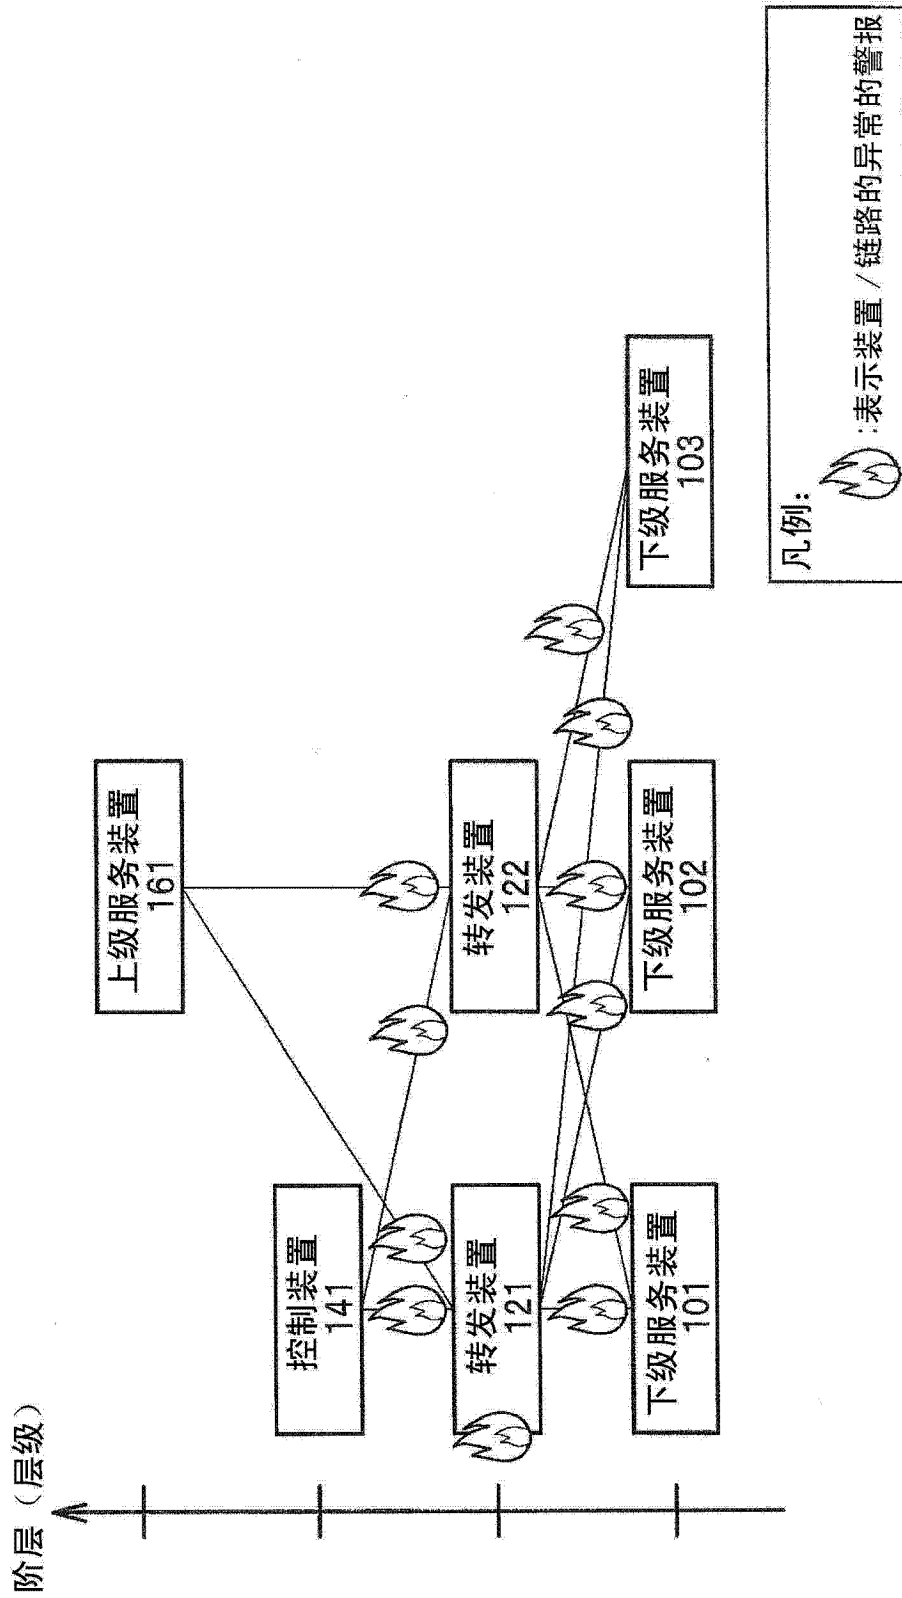 阶层（层级）
上级服务装置
161
控制装置
141
转发装置
121
转发装置
122
下级服务装置
101
下级服务装置
102
下级服务装置
103
凡例：
：表示装置／链路的异常的警报